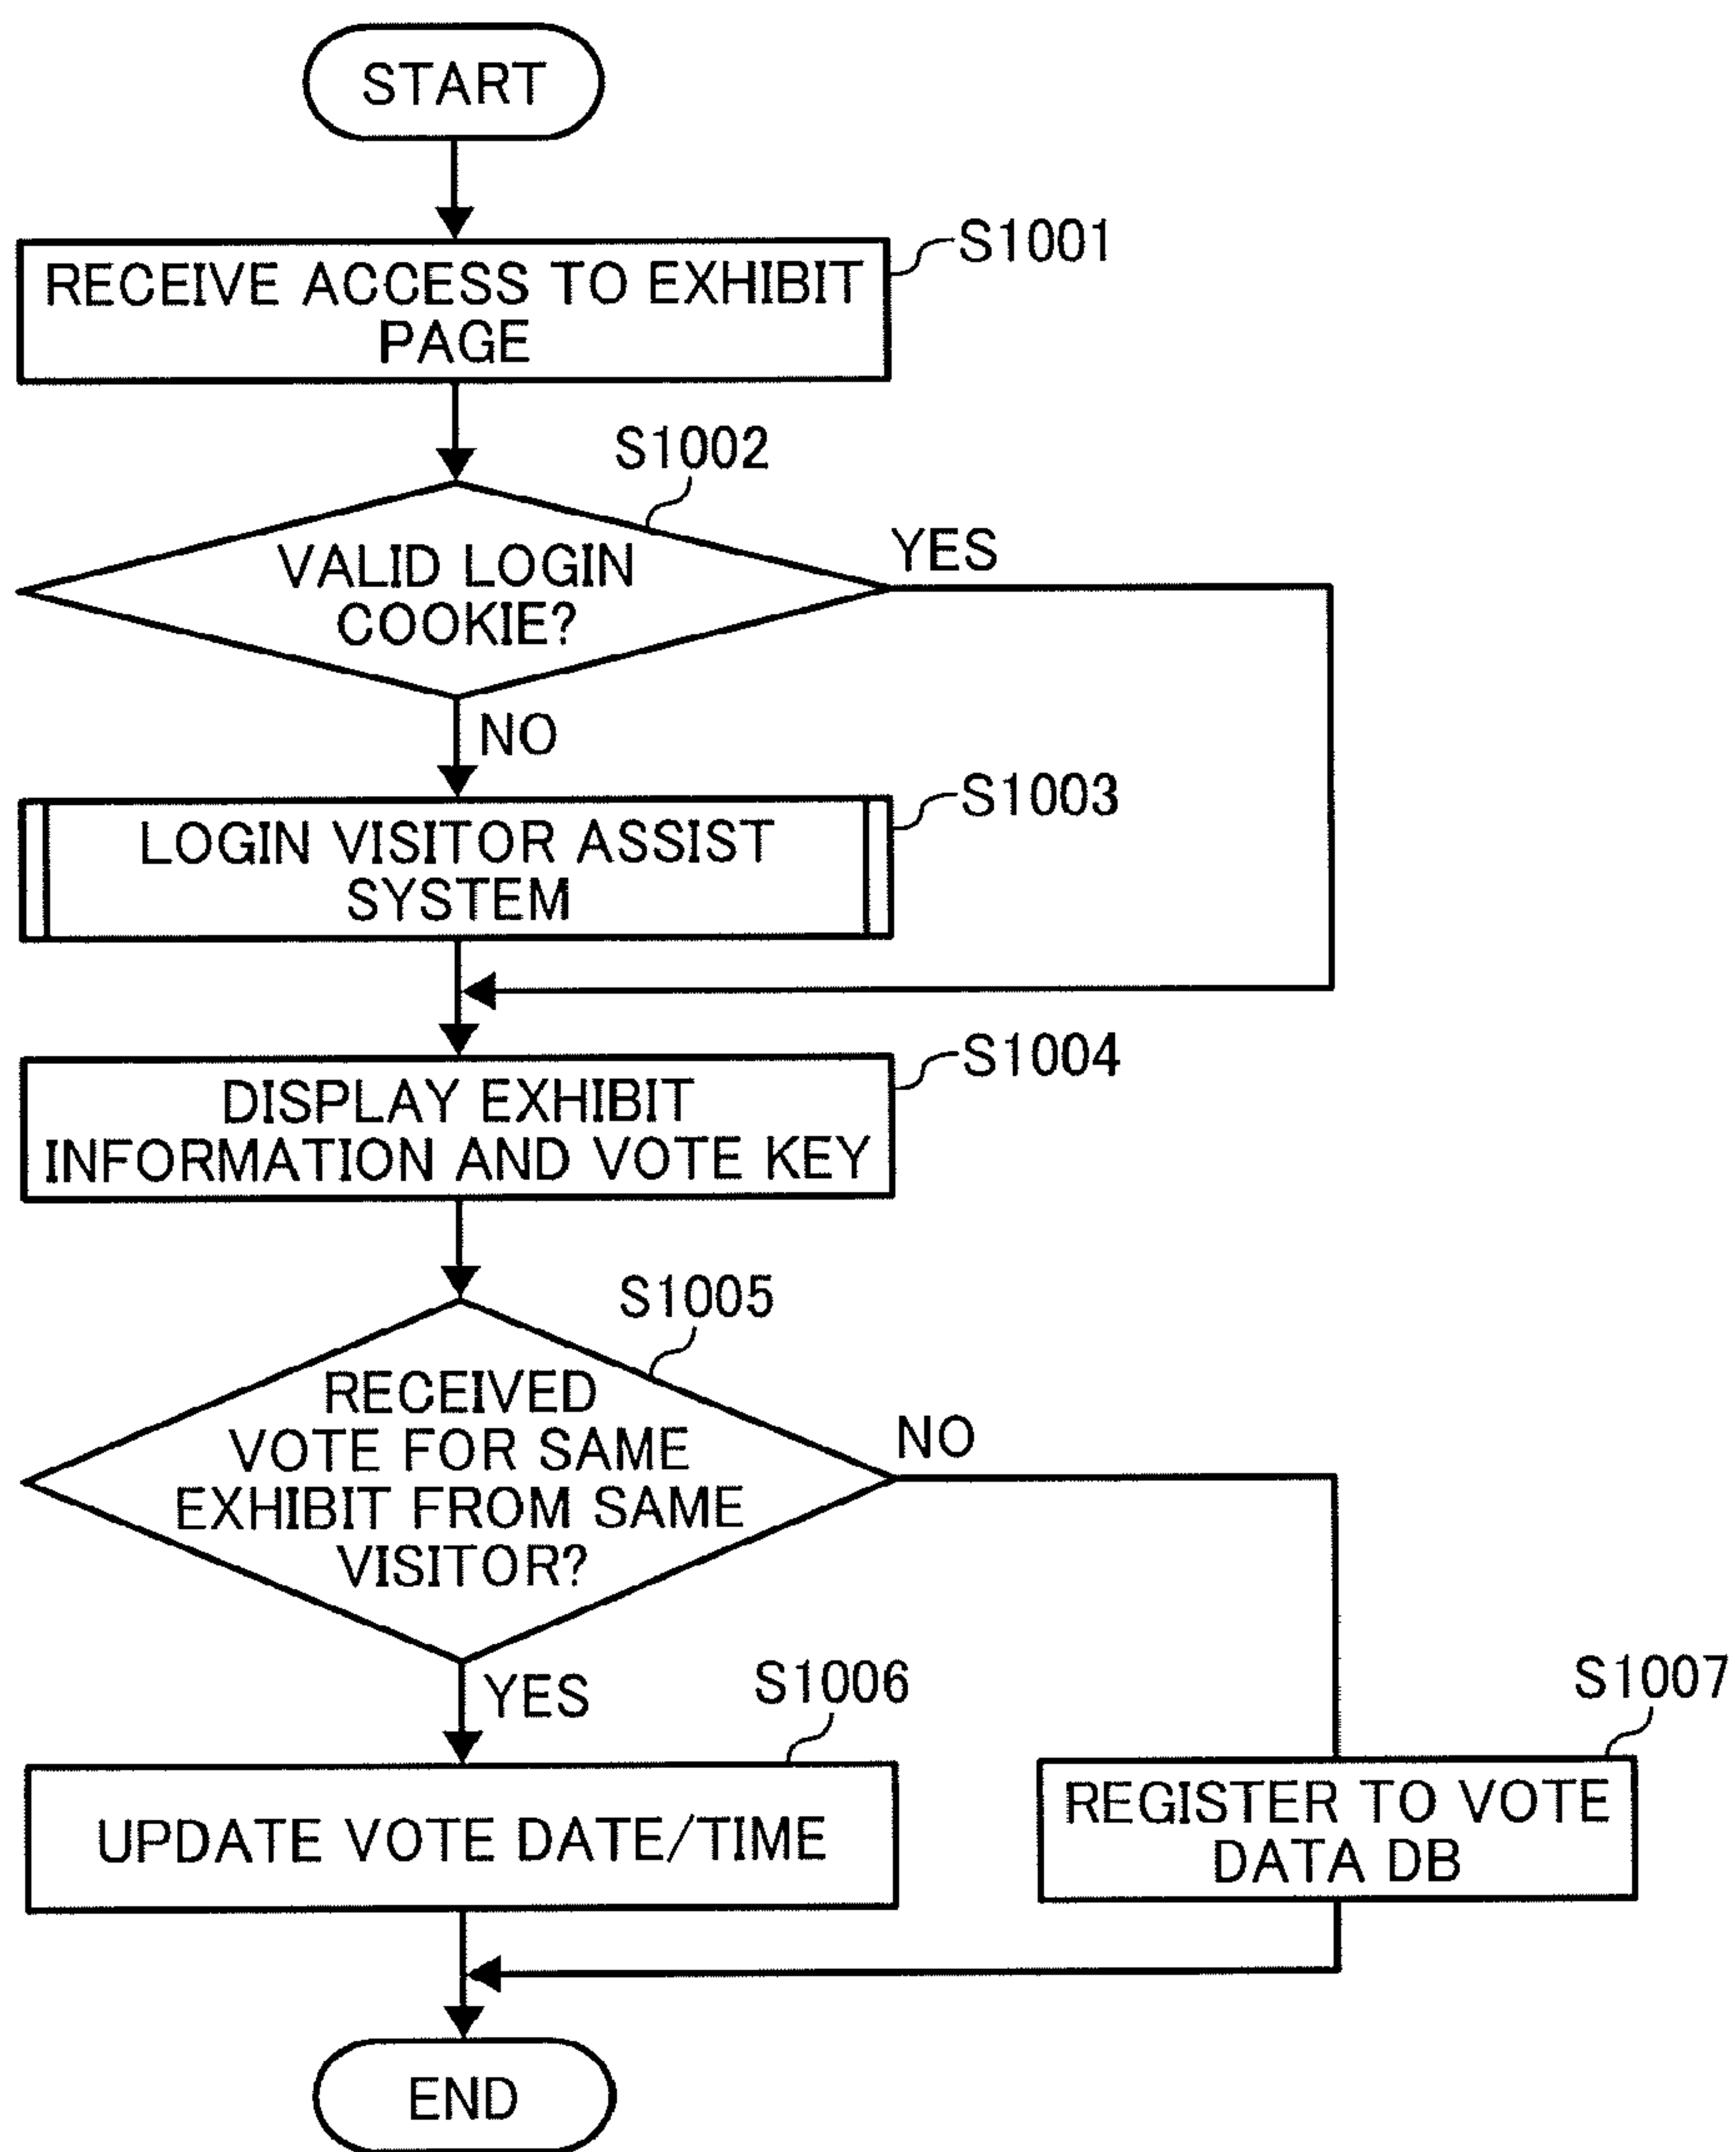 START
RECEIVE ACCESS TO EXHIBIT
PAGE
S1001
S1002
VALID LOGIN
COOKIE?
YES
NO
LOGIN VISITOR ASSIST
SYSTEM
S1003
DISPLAY EXHIBIT
INFORMATION AND VOTE KEY
S1004
S1005
RECEIVED
VOTE FOR SAME
EXHIBIT FROM SAME
VISITOR?
NO
YES
S1006
UPDATE VOTE DATE/TIME
S1007
REGISTER TO VOTE
DATA DB
END